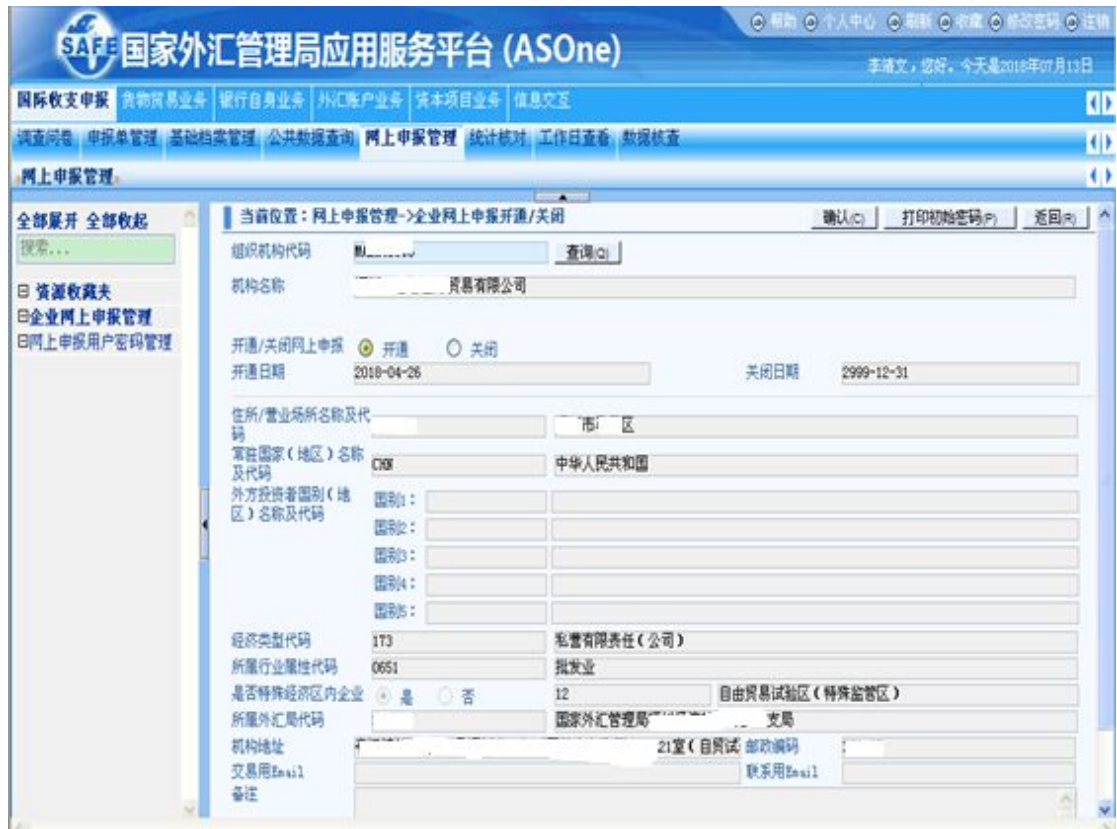 帮助 个人中心 刷新 收藏 修改密码 注销
SAFE 国家外汇管理局应用服务平台 (ASOne)
您好。今天是2018年07月13日
国际收支申报 货物贸易业务 银行自身业务 外汇账户业务 资本项目业务 信息交互
调查问卷 申报单管理 基础档案管理 公共数据查询 网上申报管理 统计核对 工作日查看 数据核查
网上申报管理
全部展开 全部收起
搜索...
资源收藏夹
企业网上申报管理
网上申报用户密码管理
当前位置：网上申报管理->企业网上申报开通/关闭 确认(C) 打印初始密码(P) 返回(R)
组织机构代码 查询(Q)
机构名称 贸易有限公司
开通/关闭网上申报 开通 关闭
开通日期 2018-04-26 关闭日期 2999-12-31
住所/营业场所名称及代
码 市 区
常驻国家(地区)名称
及代码 CHN 中华人民共和国
外方投资者国别(地
区)名称及代码
国别1：
国别2：
国别3：
国别4：
国别5：
经济类型代码 173 私营有限责任(公司)
所属行业属性代码 0651 批发业
是否特殊经济区内企业 是 否 12 自由贸易试验区(特殊监管区)
所属外汇局代码 国家外汇管理局 支局
机构地址 21室(自贸试 邮政编码
交易用Email 联系用Email
备注